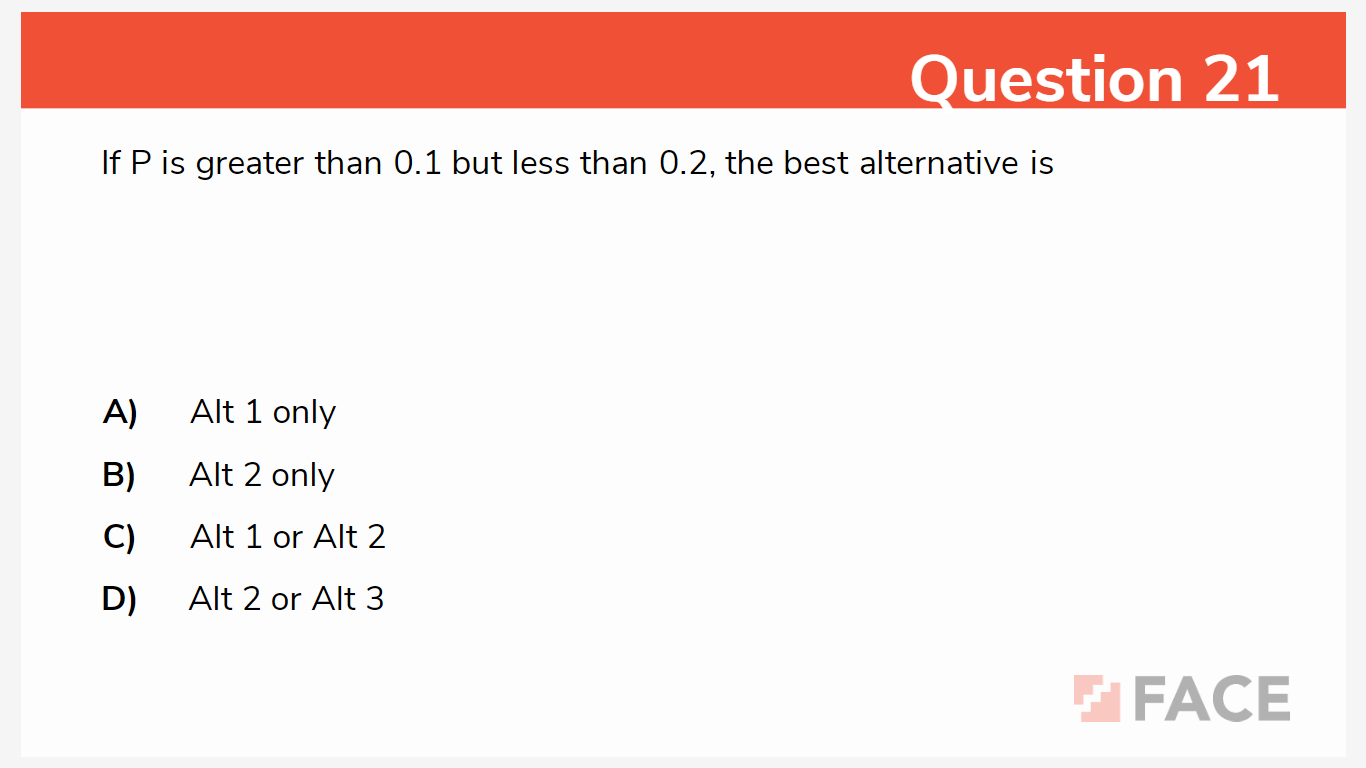 Question 21
If P is greater than 0.1 but less than 0.2, the best alternative is
A) Alt 1 only
B) Alt 2 only
C) Alt 1 or Alt 2
D) Alt 2 or Alt 3
FACE